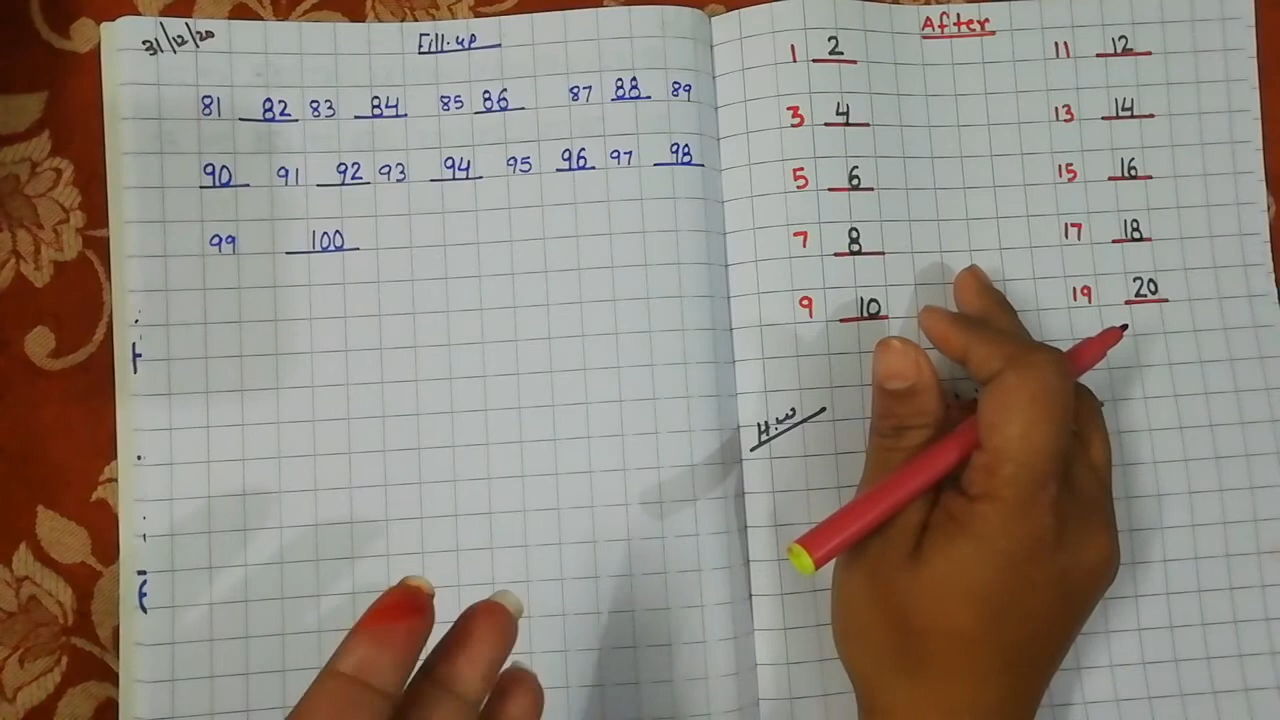 31/12/20
Fill.up
81 82 83 84 85 86 87 88 89
90 91 92 93 94 95 96 97 98
99 100
After
1 2 11 12
3 4 13 14
5 6 15 16
7 8 17 18
9 10 19 20
H.W